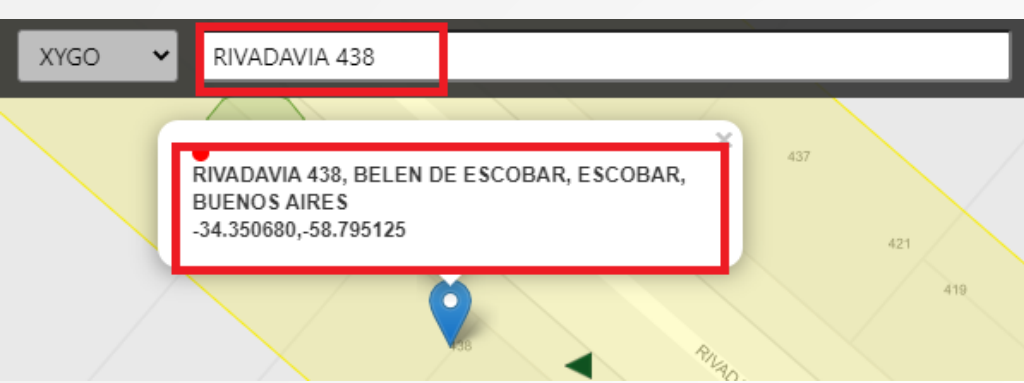 XYGO
RIVADAVIA 438
RIVADAVIA 438, BELEN DE ESCOBAR, ESCOBAR,
BUENOS AIRES
-34.350680,-58.795125
×
437
421
419
438